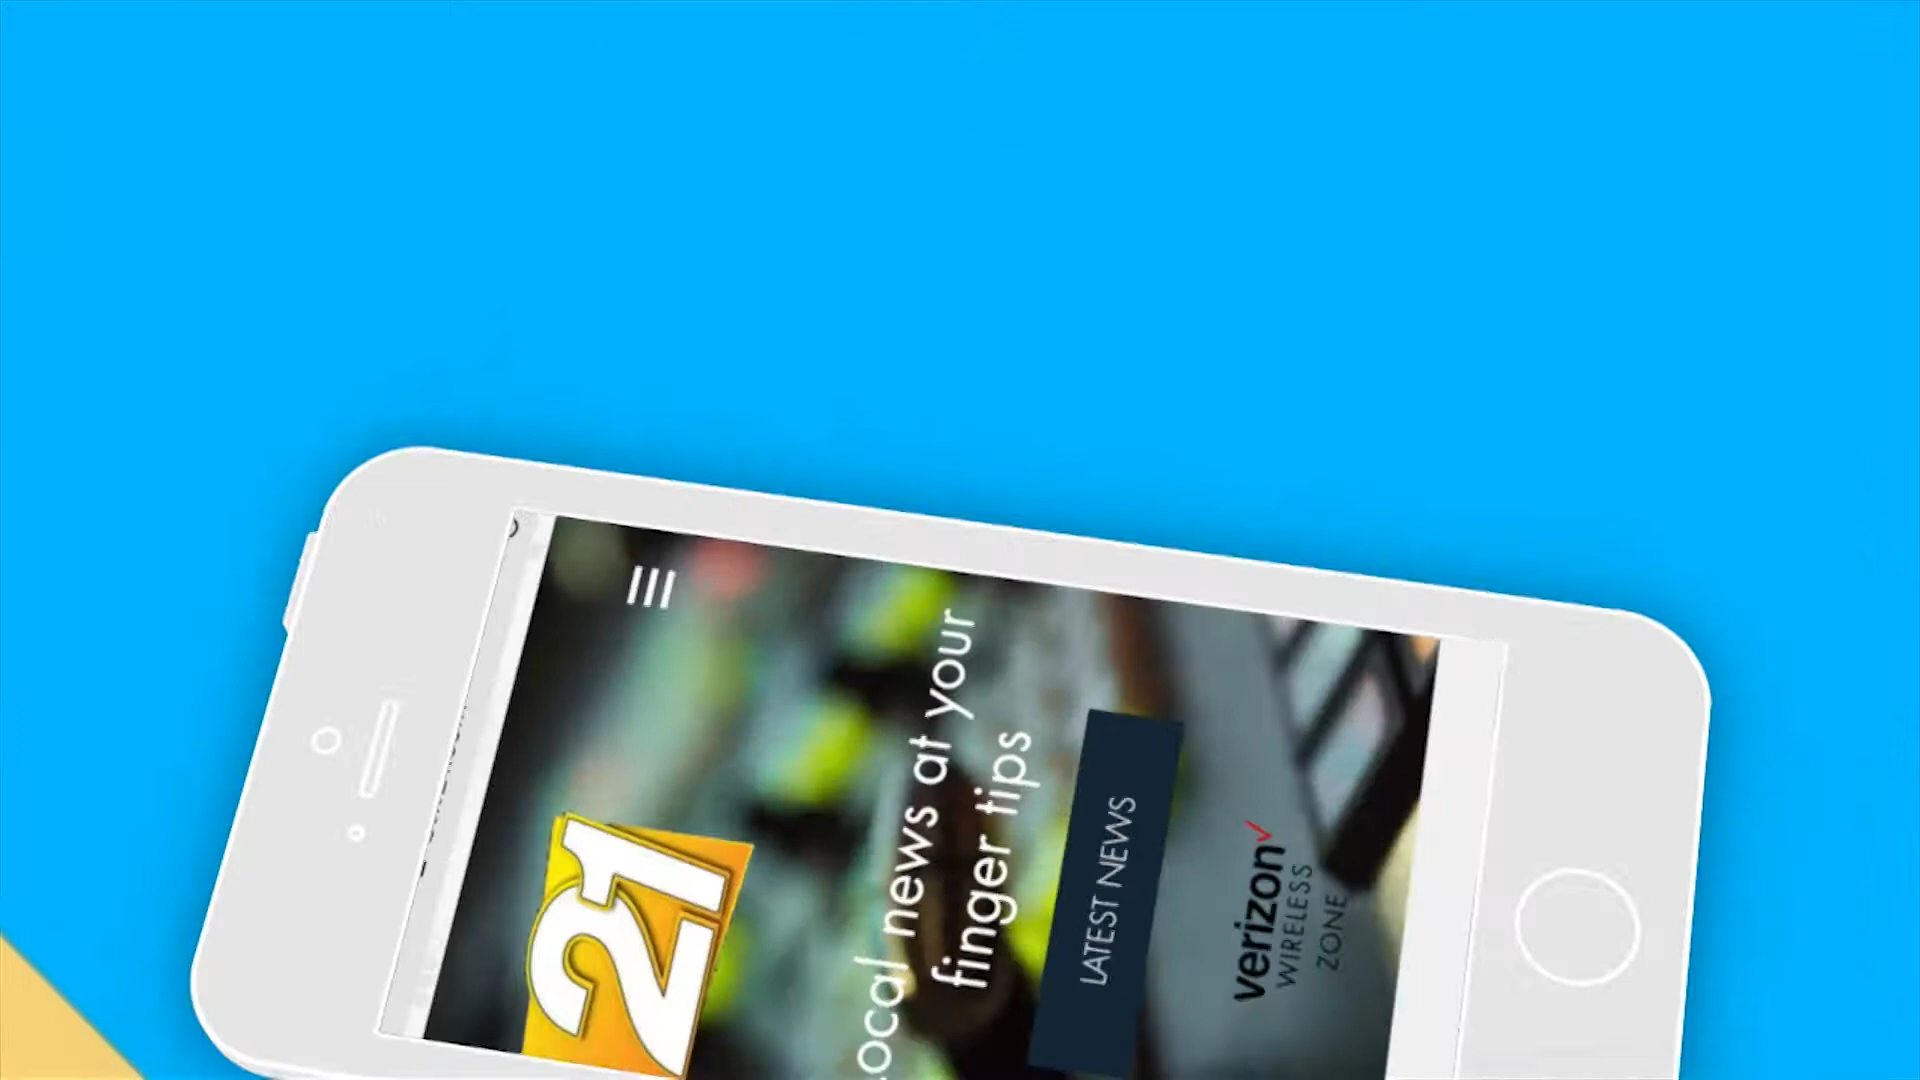 21
ocal news at your
finger tips
LATEST NEWS
verizon
WIRELESS
ZONE